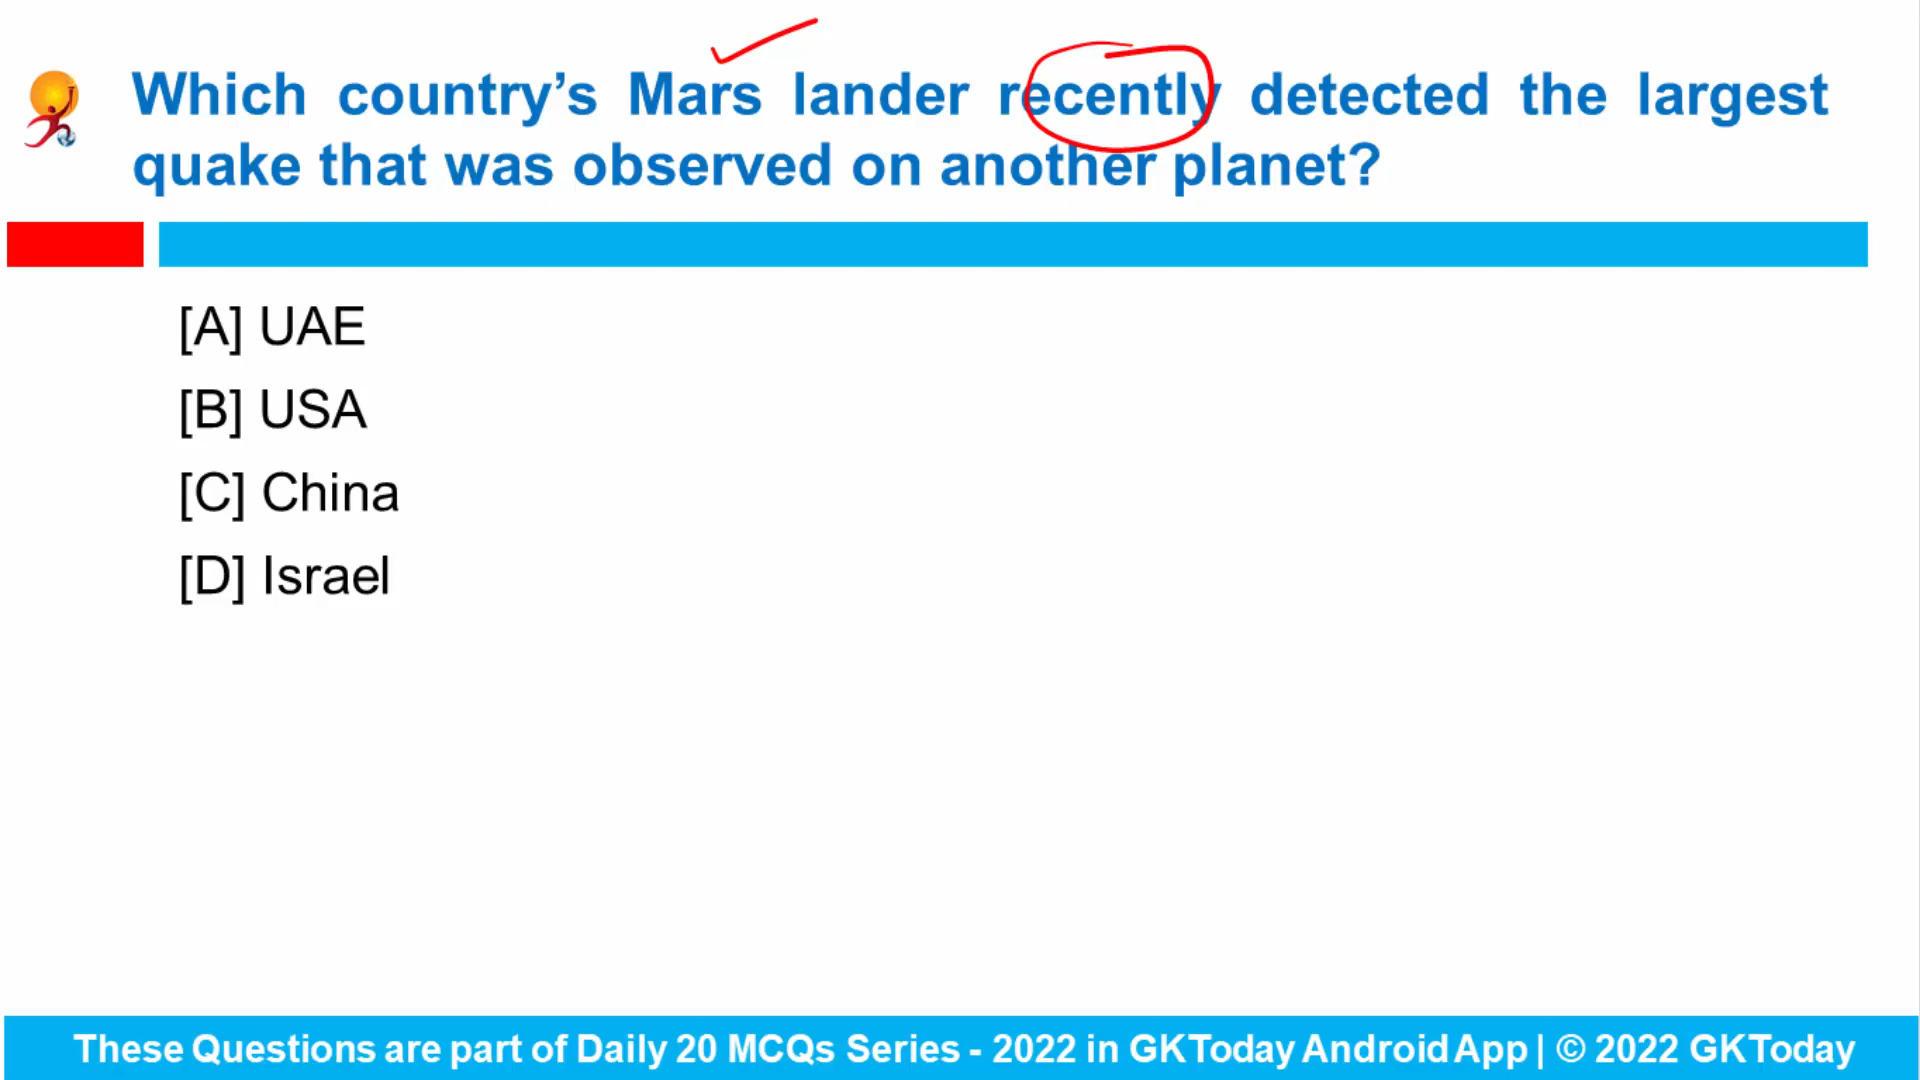 Which country’s Mars lander recently detected the largest
quake that was observed on another planet?
[A] UAE
[B] USA
[C] China
[D] Israel
These Questions are part of Daily 20 MCQs Series - 2022 in GKToday Android App | © 2022 GKToday